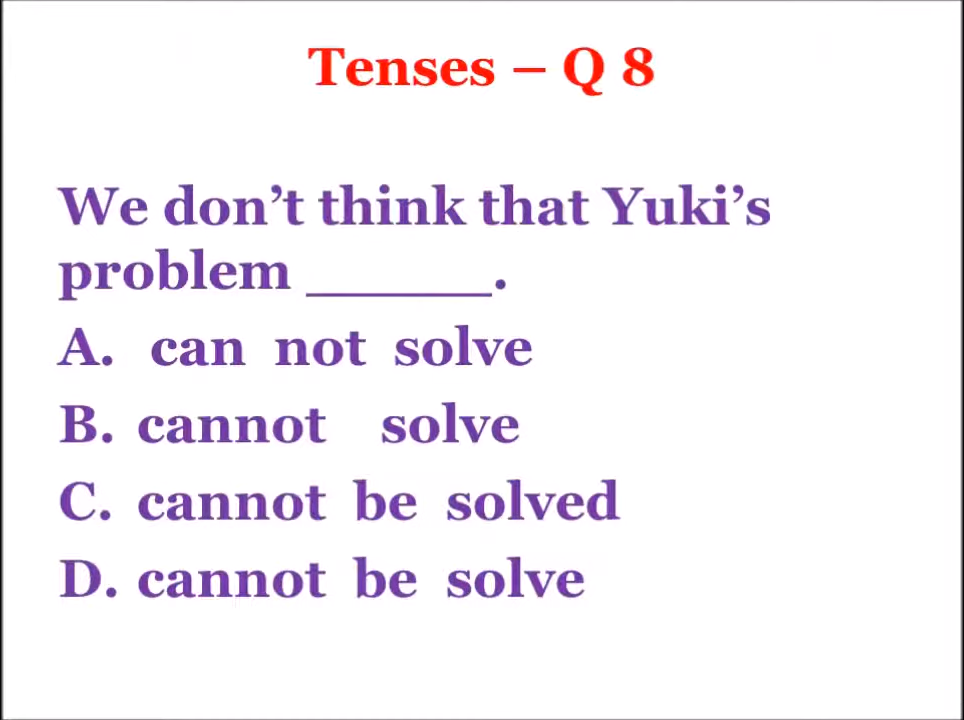 Tenses – Q 8
We don’t think that Yuki’s
problem _______.
A. can not solve
B. cannot solve
C. cannot be solved
D. cannot be solve